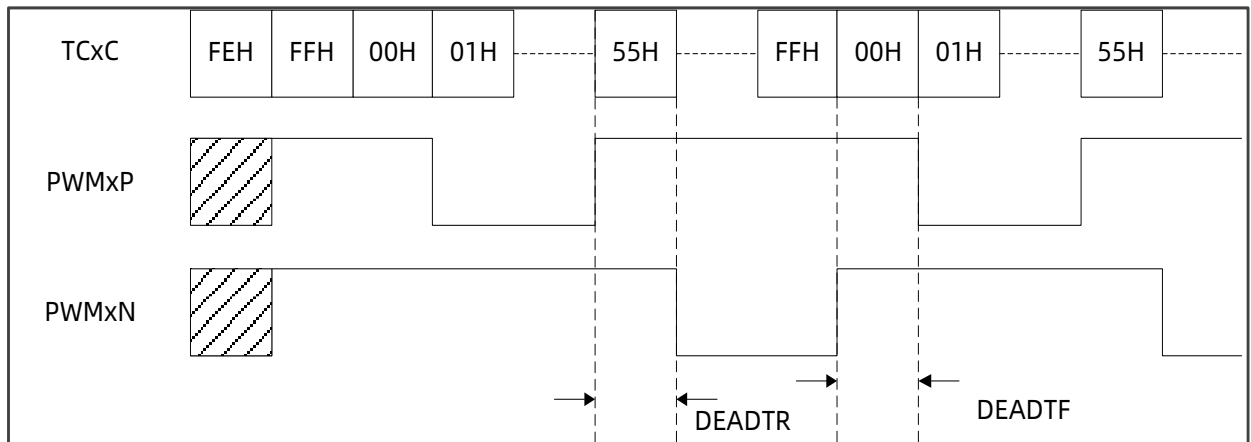 TCxC FEH FFH 00H 01H 55H FFH 00H 01H 55H
PWMxP
PWMxN
DEADTR DEADTF